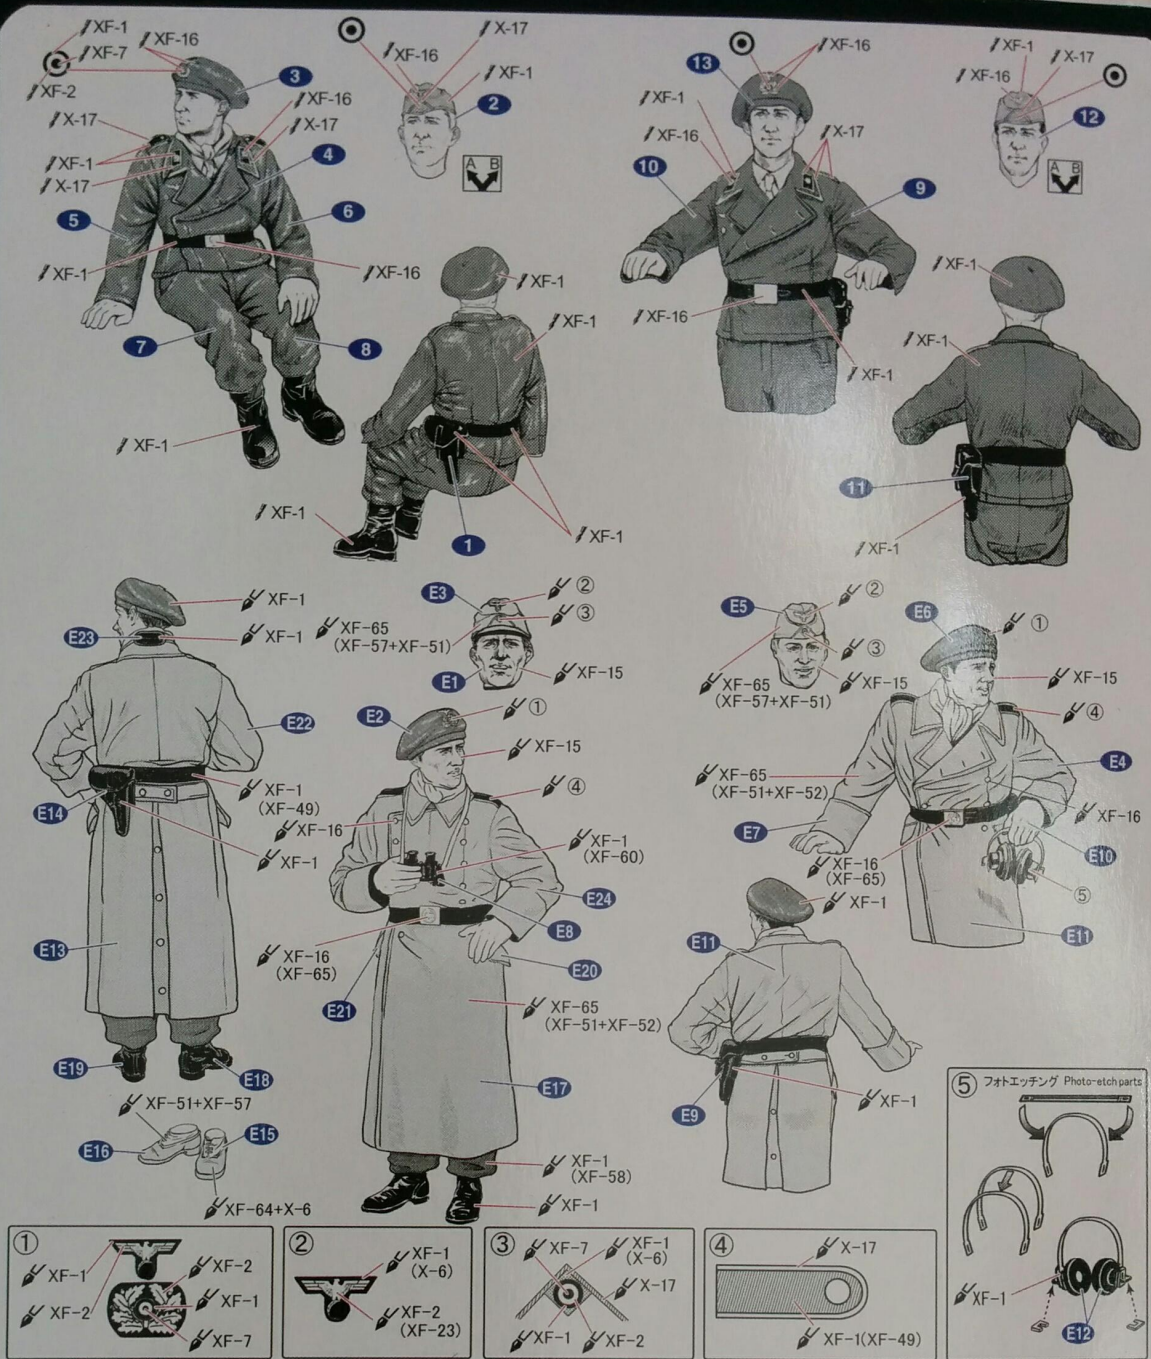 XF-1
XF-7
XF-16
XF-2
3
XF-16
X-17
X-17
XF-1
X-17
4
5
6
XF-1
XF-16
7
8
XF-1
XF-16
X-17
XF-1
2
A B
XF-1
XF-1
XF-1
1
XF-1
13
XF-16
XF-1
XF-16
X-17
10
9
XF-16
XF-1
XF-1
XF-16
X-17
12
A B
XF-1
XF-1
11
XF-1
XF-1
E23
XF-1
E22
E14
XF-1
(XF-49)
XF-1
E13
E19
E18
XF-51+XF-57
E16
E15
XF-64+X-6
E3
②
③
XF-65
(XF-57+XF-51)
E1
XF-15
E2
①
XF-15
④
XF-16
XF-1
(XF-60)
E24
E8
XF-16
(XF-65)
E20
E21
XF-65
(XF-51+XF-52)
E17
XF-1
(XF-58)
XF-1
E5
②
③
XF-65
(XF-57+XF-51)
XF-15
E6
①
XF-15
④
XF-65
(XF-51+XF-52)
E4
E7
XF-16
XF-16
(XF-65)
E10
⑤
E11
XF-1
E11
E9
XF-1
①
XF-1
XF-2
XF-2
XF-1
XF-7
②
XF-1
(X-6)
XF-2
(XF-23)
③
XF-7
XF-1
(X-6)
X-17
XF-1
XF-2
④
X-17
XF-1(XF-49)
⑤ フォトエッチング Photo-etch parts
XF-1
E12